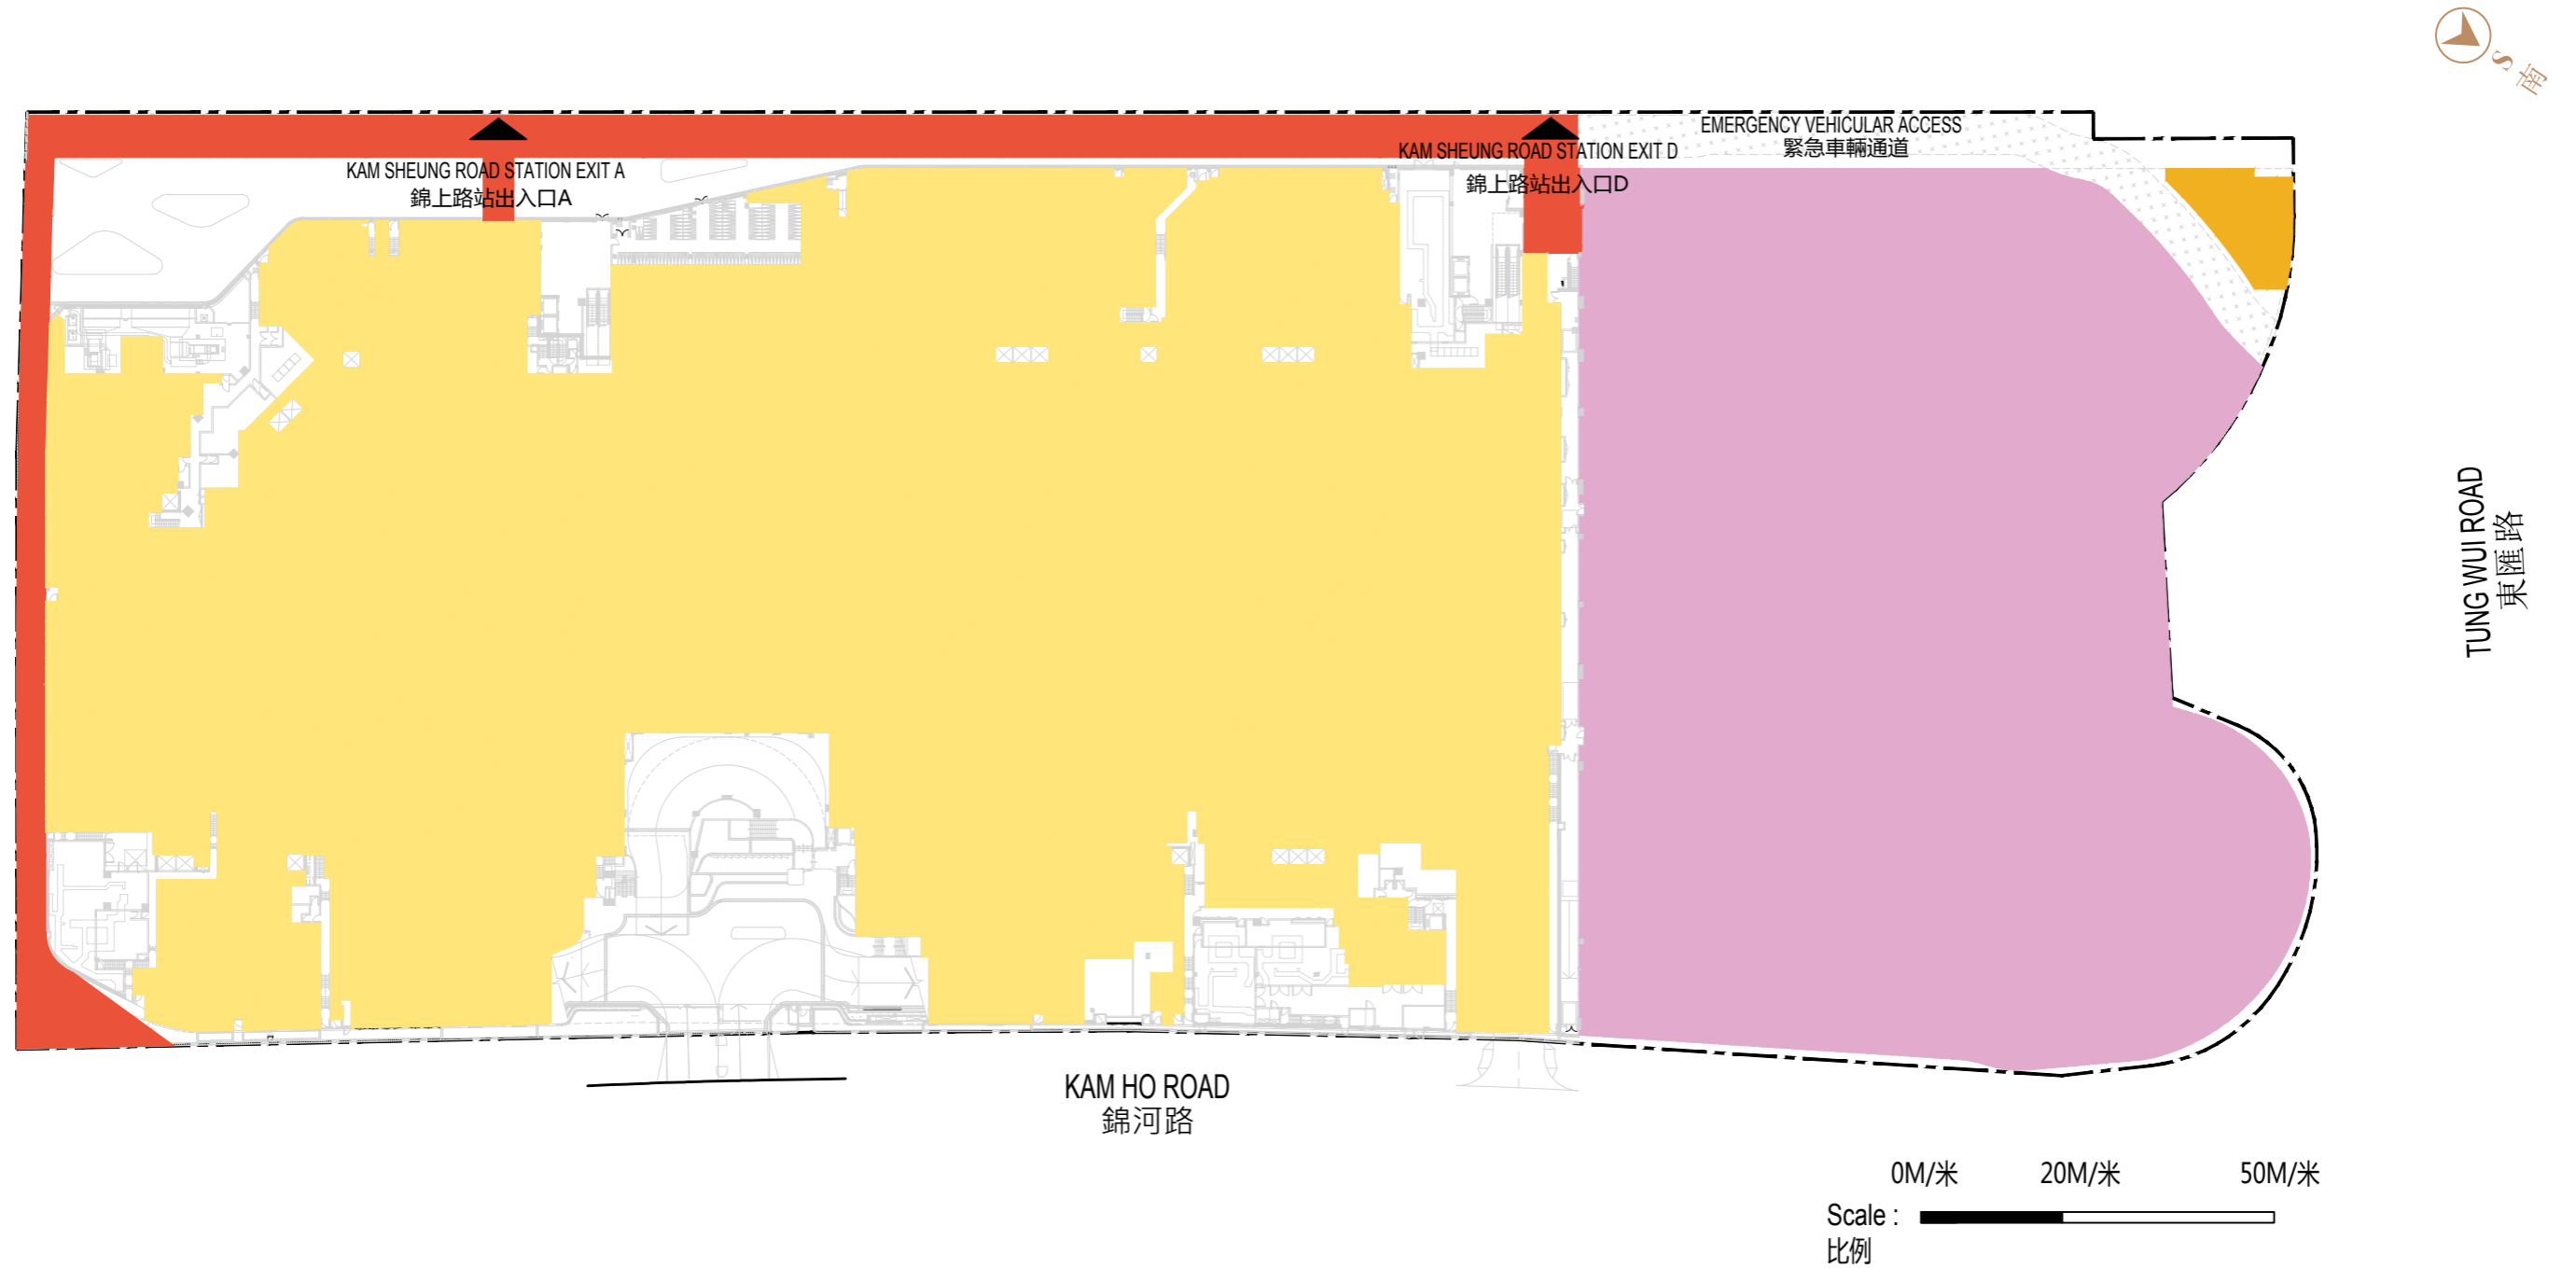 S 南
EMERGENCY VEHICULAR ACCESS
緊急車輛通道
KAM SHEUNG ROAD STATION EXIT A
錦上路站出入口A
KAM SHEUNG ROAD STATION EXIT D
錦上路站出入口D
TUNG WUI ROAD
東匯路
KAM HO ROAD
錦河路
0M/米 20M/米 50M/米
Scale :
比例